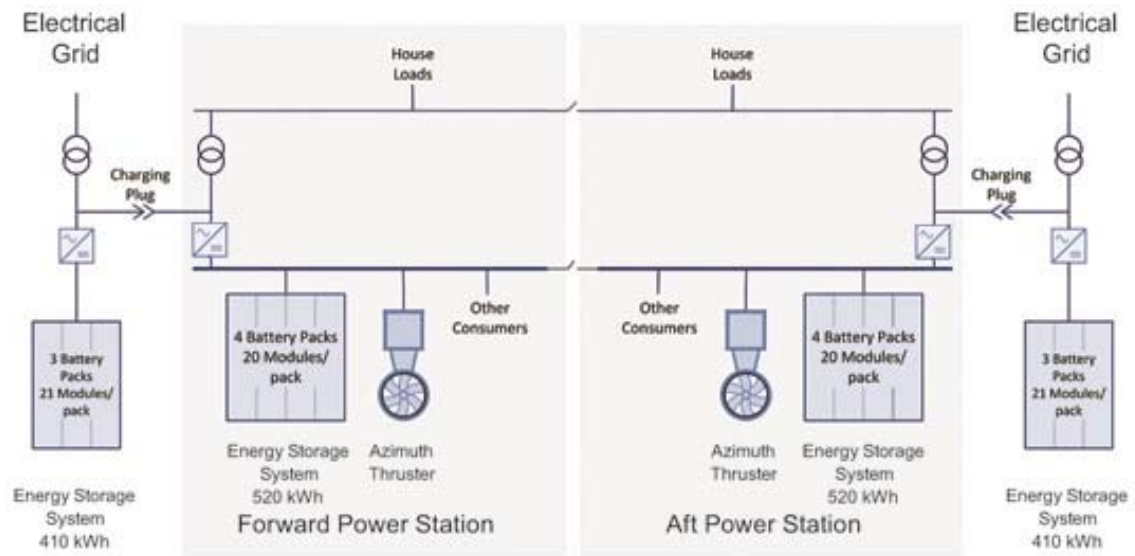 Electrical
Grid
Charging
Plug
3 Battery
Packs
21 Modules/
pack
Energy Storage
System
410 kWh
House
Loads
4 Battery Packs
20 Modules/
pack
Energy Storage
System
520 kWh
Azimuth
Thruster
Other
Consumers
Forward Power Station
House
Loads
Other
Consumers
Azimuth
Thruster
4 Battery Packs
20 Modules/
pack
Energy Storage
System
520 kWh
Aft Power Station
Electrical
Grid
Charging
Plug
3 Battery
Packs
21 Modules/
pack
Energy Storage
System
410 kWh